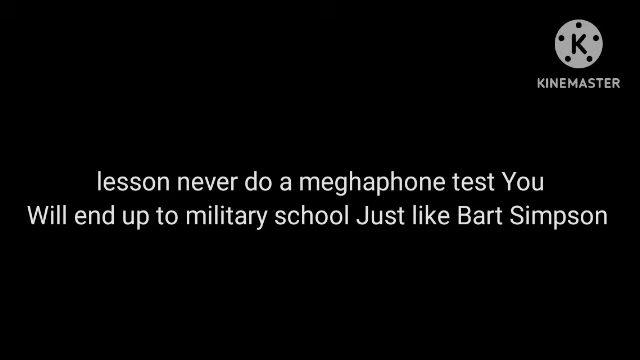 KINEMASTER
lesson never do a meghaphone test You
Will end up to military school Just like Bart Simpson